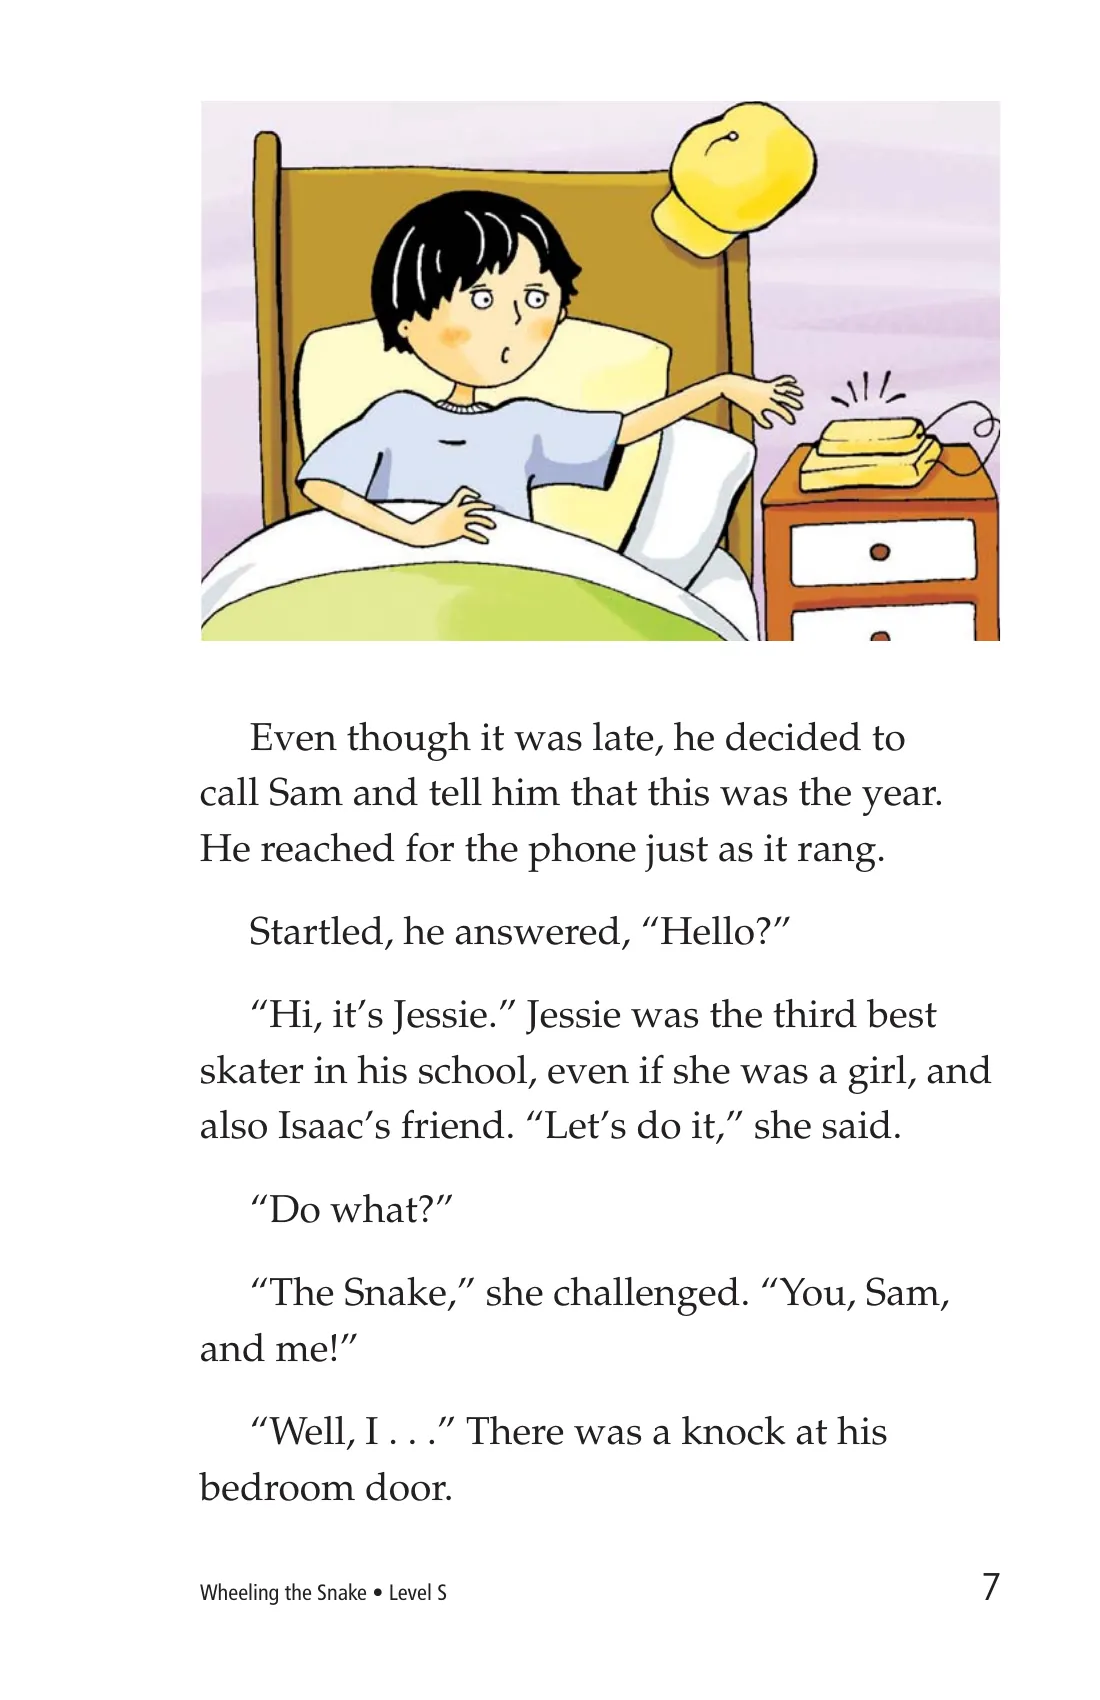 Even though it was late, he decided to
call Sam and tell him that this was the year.
He reached for the phone just as it rang.
Startled, he answered, “Hello?”
“Hi, it’s Jessie.” Jessie was the third best
skater in his school, even if she was a girl, and
also Isaac’s friend. “Let’s do it,” she said.
“Do what?”
“The Snake,” she challenged. “You, Sam,
and me!”
“Well, I . . .” There was a knock at his
bedroom door.
Wheeling the Snake • Level S
7